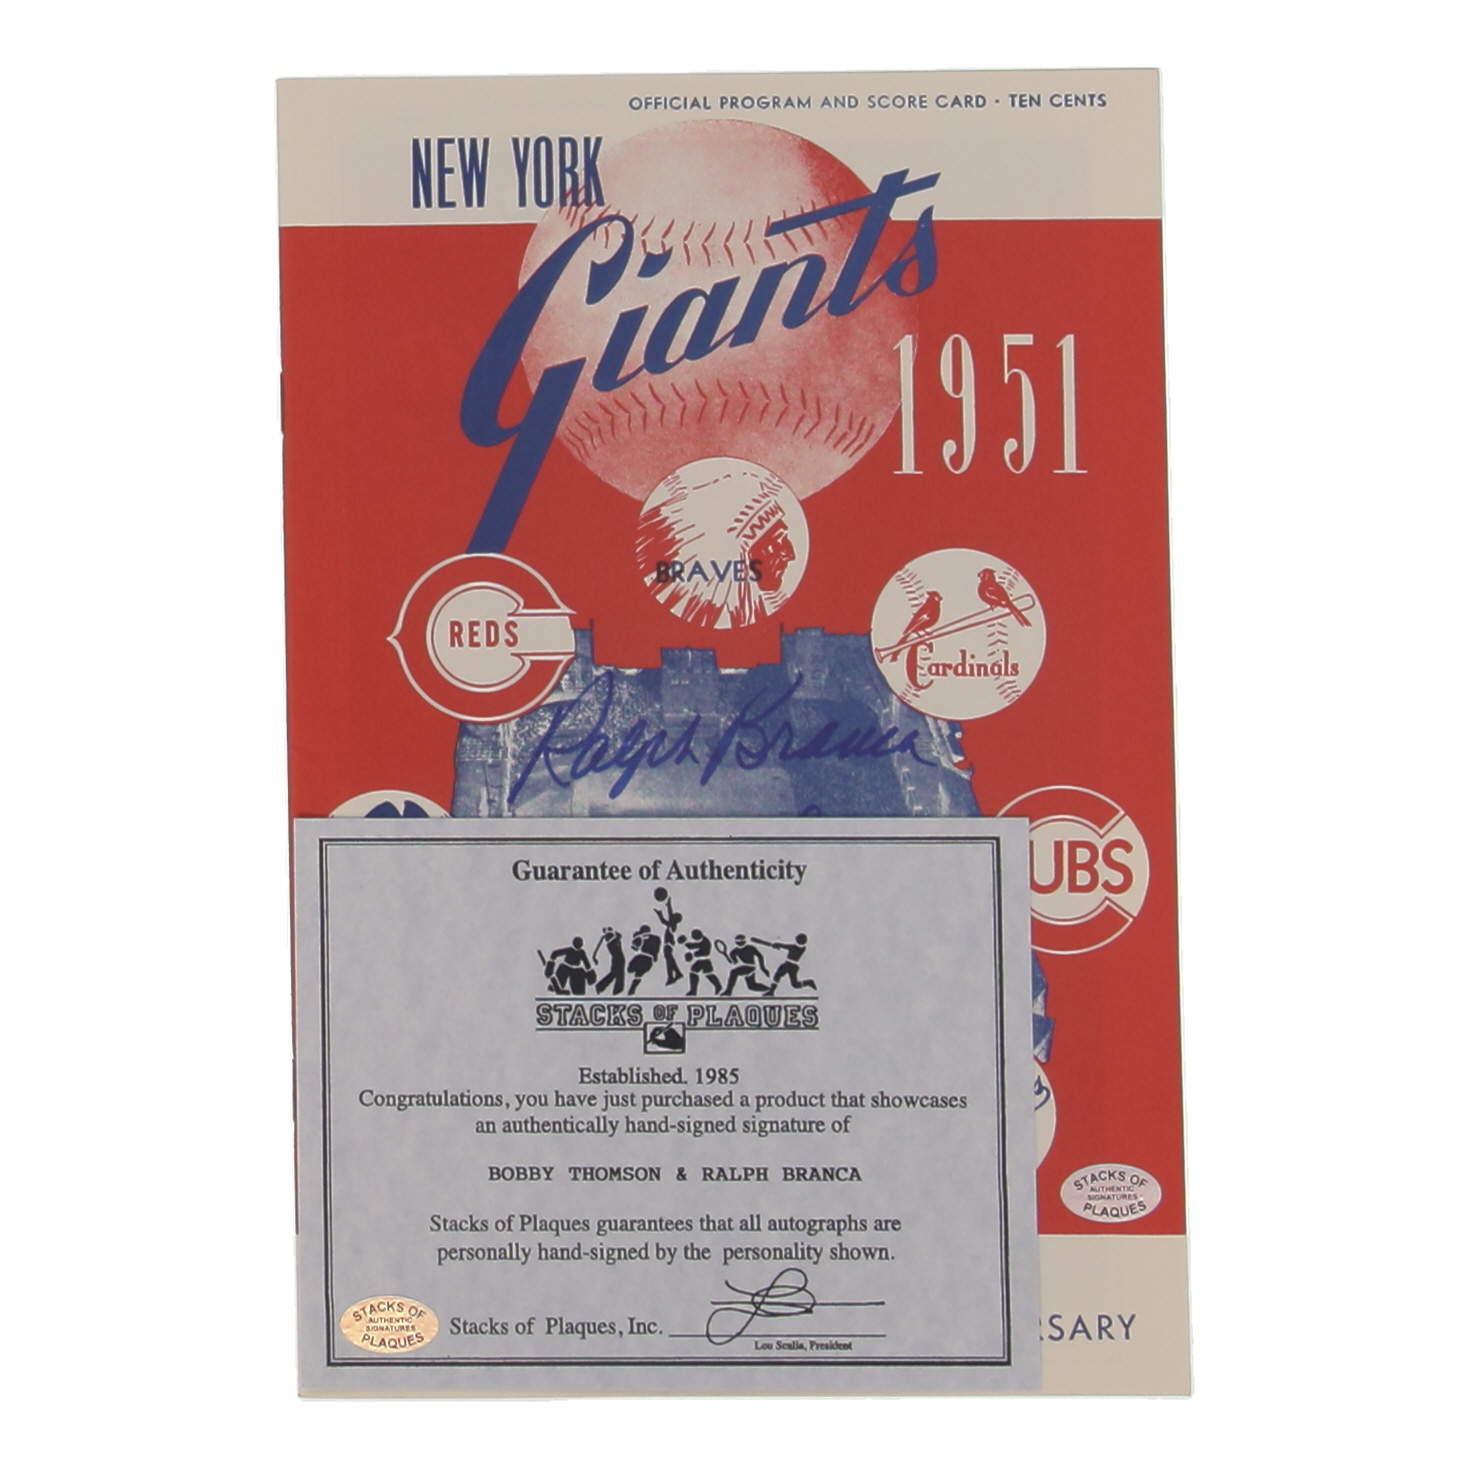 OFFICIAL PROGRAM AND SCORE CARD · TEN CENTS
NEW YORK
Giants
1951
BRAVES
REDS
Cardinals
Ralph Branca
UBS
Guarantee of Authenticity
STACKS OF PLAQUES
Established. 1985
Congratulations, you have just purchased a product that showcases
an authentically hand-signed signature of
BOBBY THOMSON & RALPH BRANCA
Stacks of Plaques guarantees that all autographs are
personally hand-signed by the personality shown.
STACKS OF
AUTHENTIC
SIGNATURES
PLAQUES
Stacks of Plaques, Inc.
Lou Scalia, President
STACKS OF
AUTHENTIC
SIGNATURES
PLAQUES
RSARY